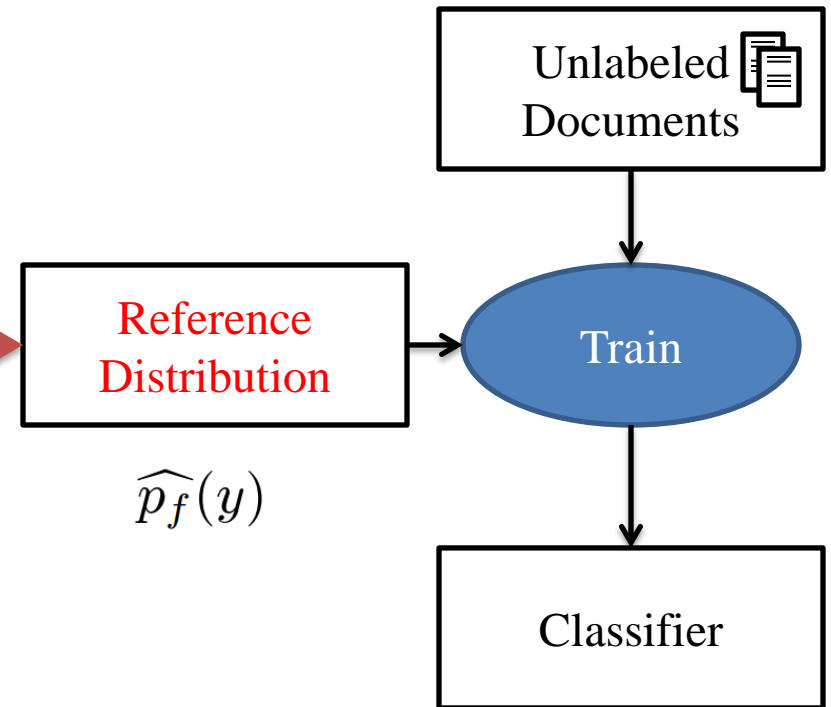 Unlabeled
Documents
Reference
Distribution
Train
$\widehat{p_f}(y)$
Classifier